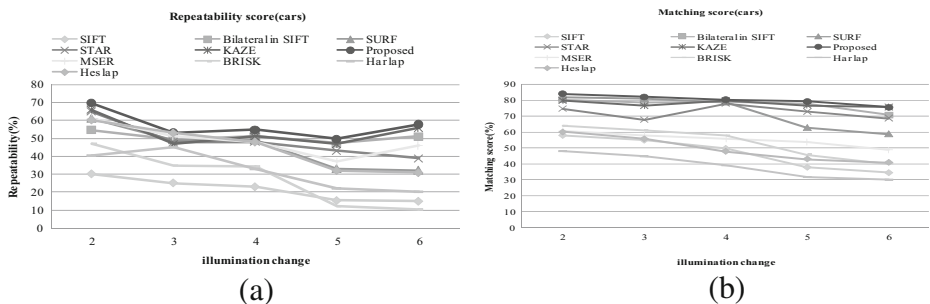 Repeatability score(cars)
SIFT
Bilateral in SIFT
SURF
STAR
KAZE
Proposed
MSER
BRISK
Harlap
Heslap
80
70
60
50
40
30
20
10
0
Repeatability(%)
2 3 4 5 6
illumination change
(a)
Matching score(cars)
SIFT
Bilateral in SIFT
SURF
STAR
KAZE
Proposed
MSER
BRISK
Harlap
Heslap
90
80
70
60
50
40
30
20
10
0
Matching score(%)
2 3 4 5 6
illumination change
(b)